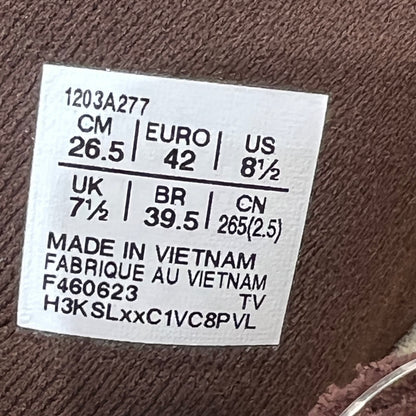 1203A277
CM | EURO | US
26.5 | 42 | 8½
UK | BR | CN
7½ | 39.5 | 265(2.5)
MADE IN VIETNAM
FABRIQUE AU VIETNAM
F460623 TV
H3KSLxxC1VC8PVL